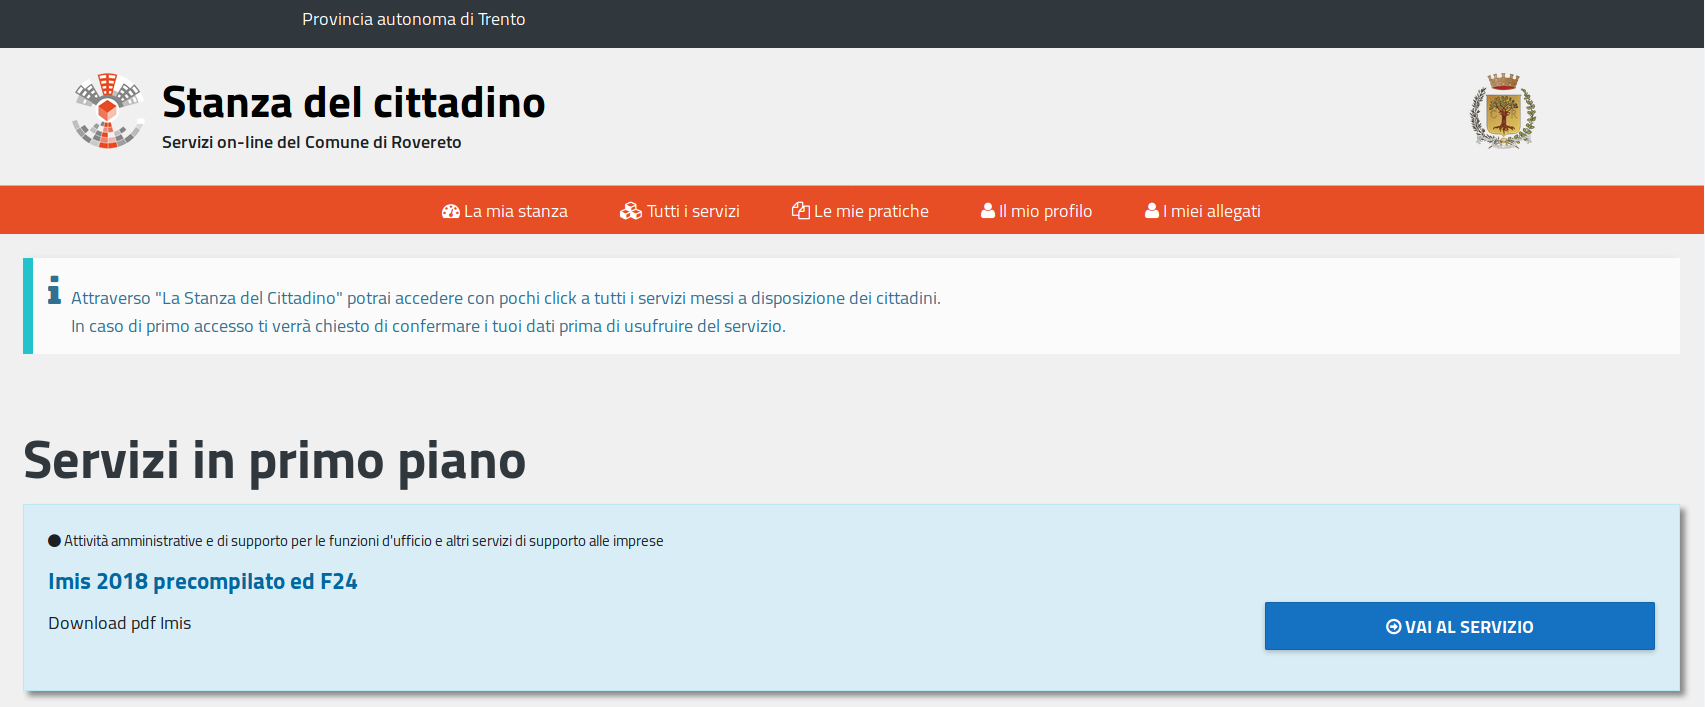 Provincia autonoma di Trento
Stanza del cittadino
Servizi on-line del Comune di Rovereto
La mia stanza
Tutti i servizi
Le mie pratiche
Il mio profilo
I miei allegati
Attraverso "La Stanza del Cittadino" potrai accedere con pochi click a tutti i servizi messi a disposizione dei cittadini.
In caso di primo accesso ti verrà chiesto di confermare i tuoi dati prima di usufruire del servizio.
Servizi in primo piano
Attività amministrative e di supporto per le funzioni d'ufficio e altri servizi di supporto alle imprese
Imis 2018 precompilato ed F24
Download pdf Imis
VAI AL SERVIZIO